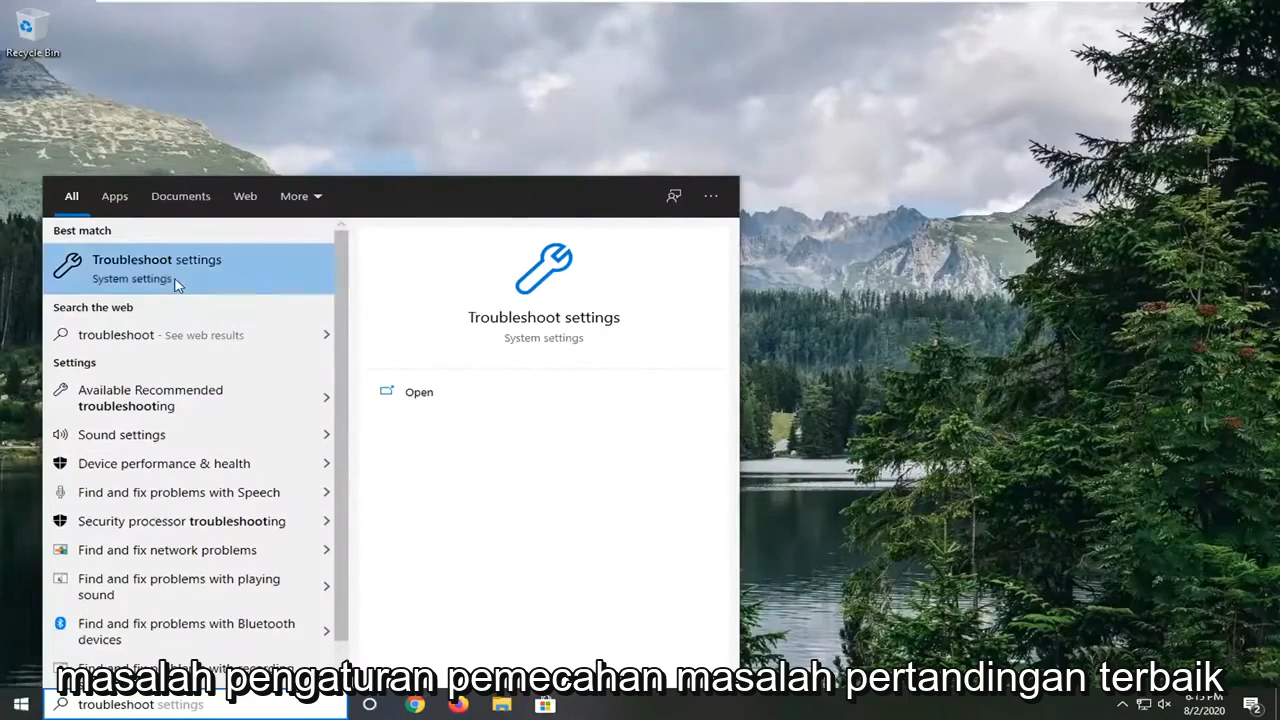 Recycle Bin
All Apps Documents Web More
Best match
Troubleshoot settings
System settings
Search the web
troubleshoot - See web results
Settings
Available Recommended
troubleshooting
Sound settings
Device performance & health
Find and fix problems with Speech
Security processor troubleshooting
Find and fix network problems
Find and fix problems with playing
sound
Find and fix problems with Bluetooth
devices
Troubleshoot settings
System settings
Open
masalah pengaturan pemecahan masalah pertandingan terbaik
troubleshoot settings
8/2/2020
2